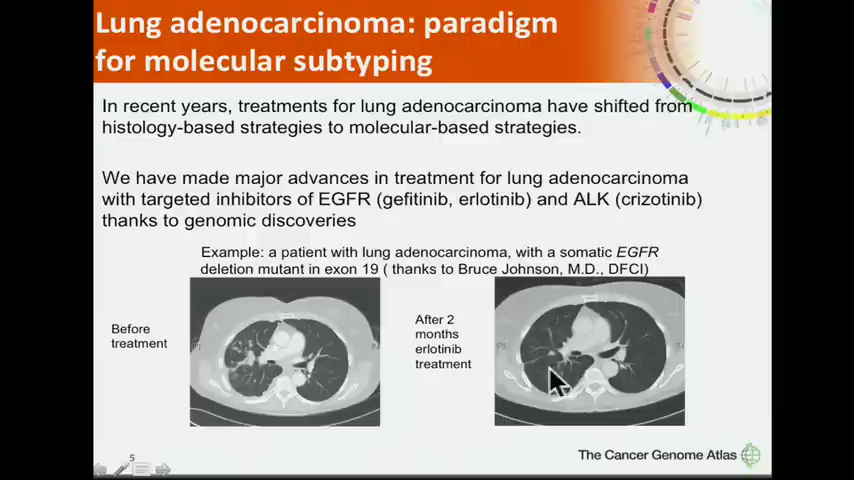 Lung adenocarcinoma: paradigm
for molecular subtyping
In recent years, treatments for lung adenocarcinoma have shifted from
histology-based strategies to molecular-based strategies.
We have made major advances in treatment for lung adenocarcinoma
with targeted inhibitors of EGFR (gefitinib, erlotinib) and ALK (crizotinib)
thanks to genomic discoveries
Example: a patient with lung adenocarcinoma, with a somatic EGFR
deletion mutant in exon 19 ( thanks to Bruce Johnson, M.D., DFCI)
Before
treatment
After 2
months
erlotinib
treatment
5
The Cancer Genome Atlas